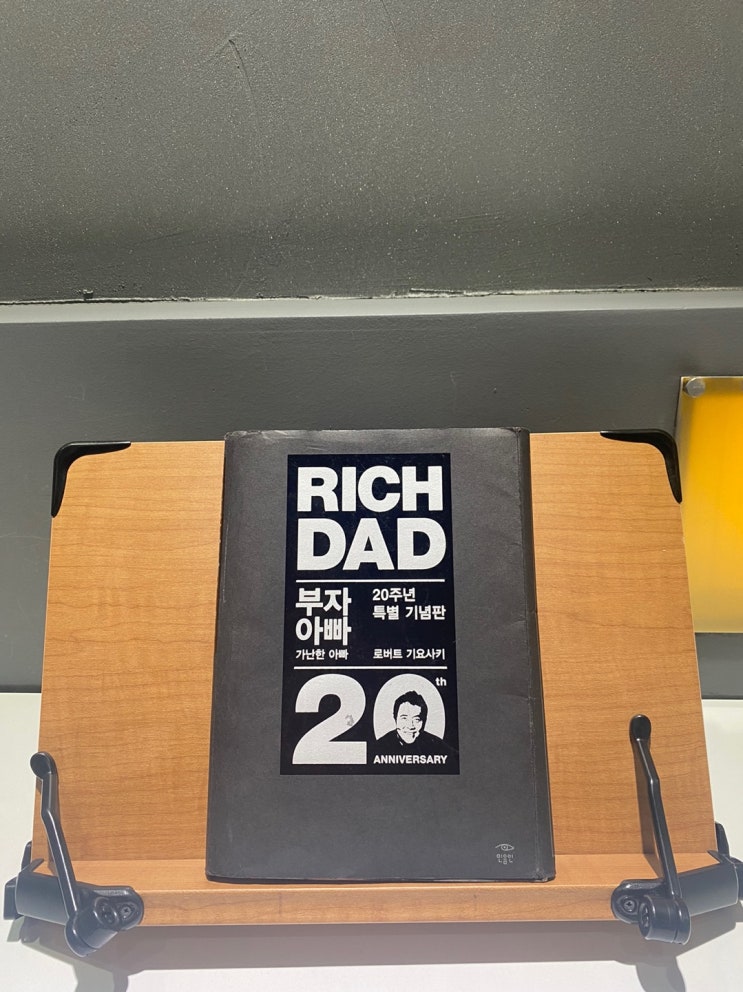 RICH
DAD
부자
아빠
가난한 아빠
20주년
특별 기념판
로버트 기요사키
20th
ANNIVERSARY
민음인